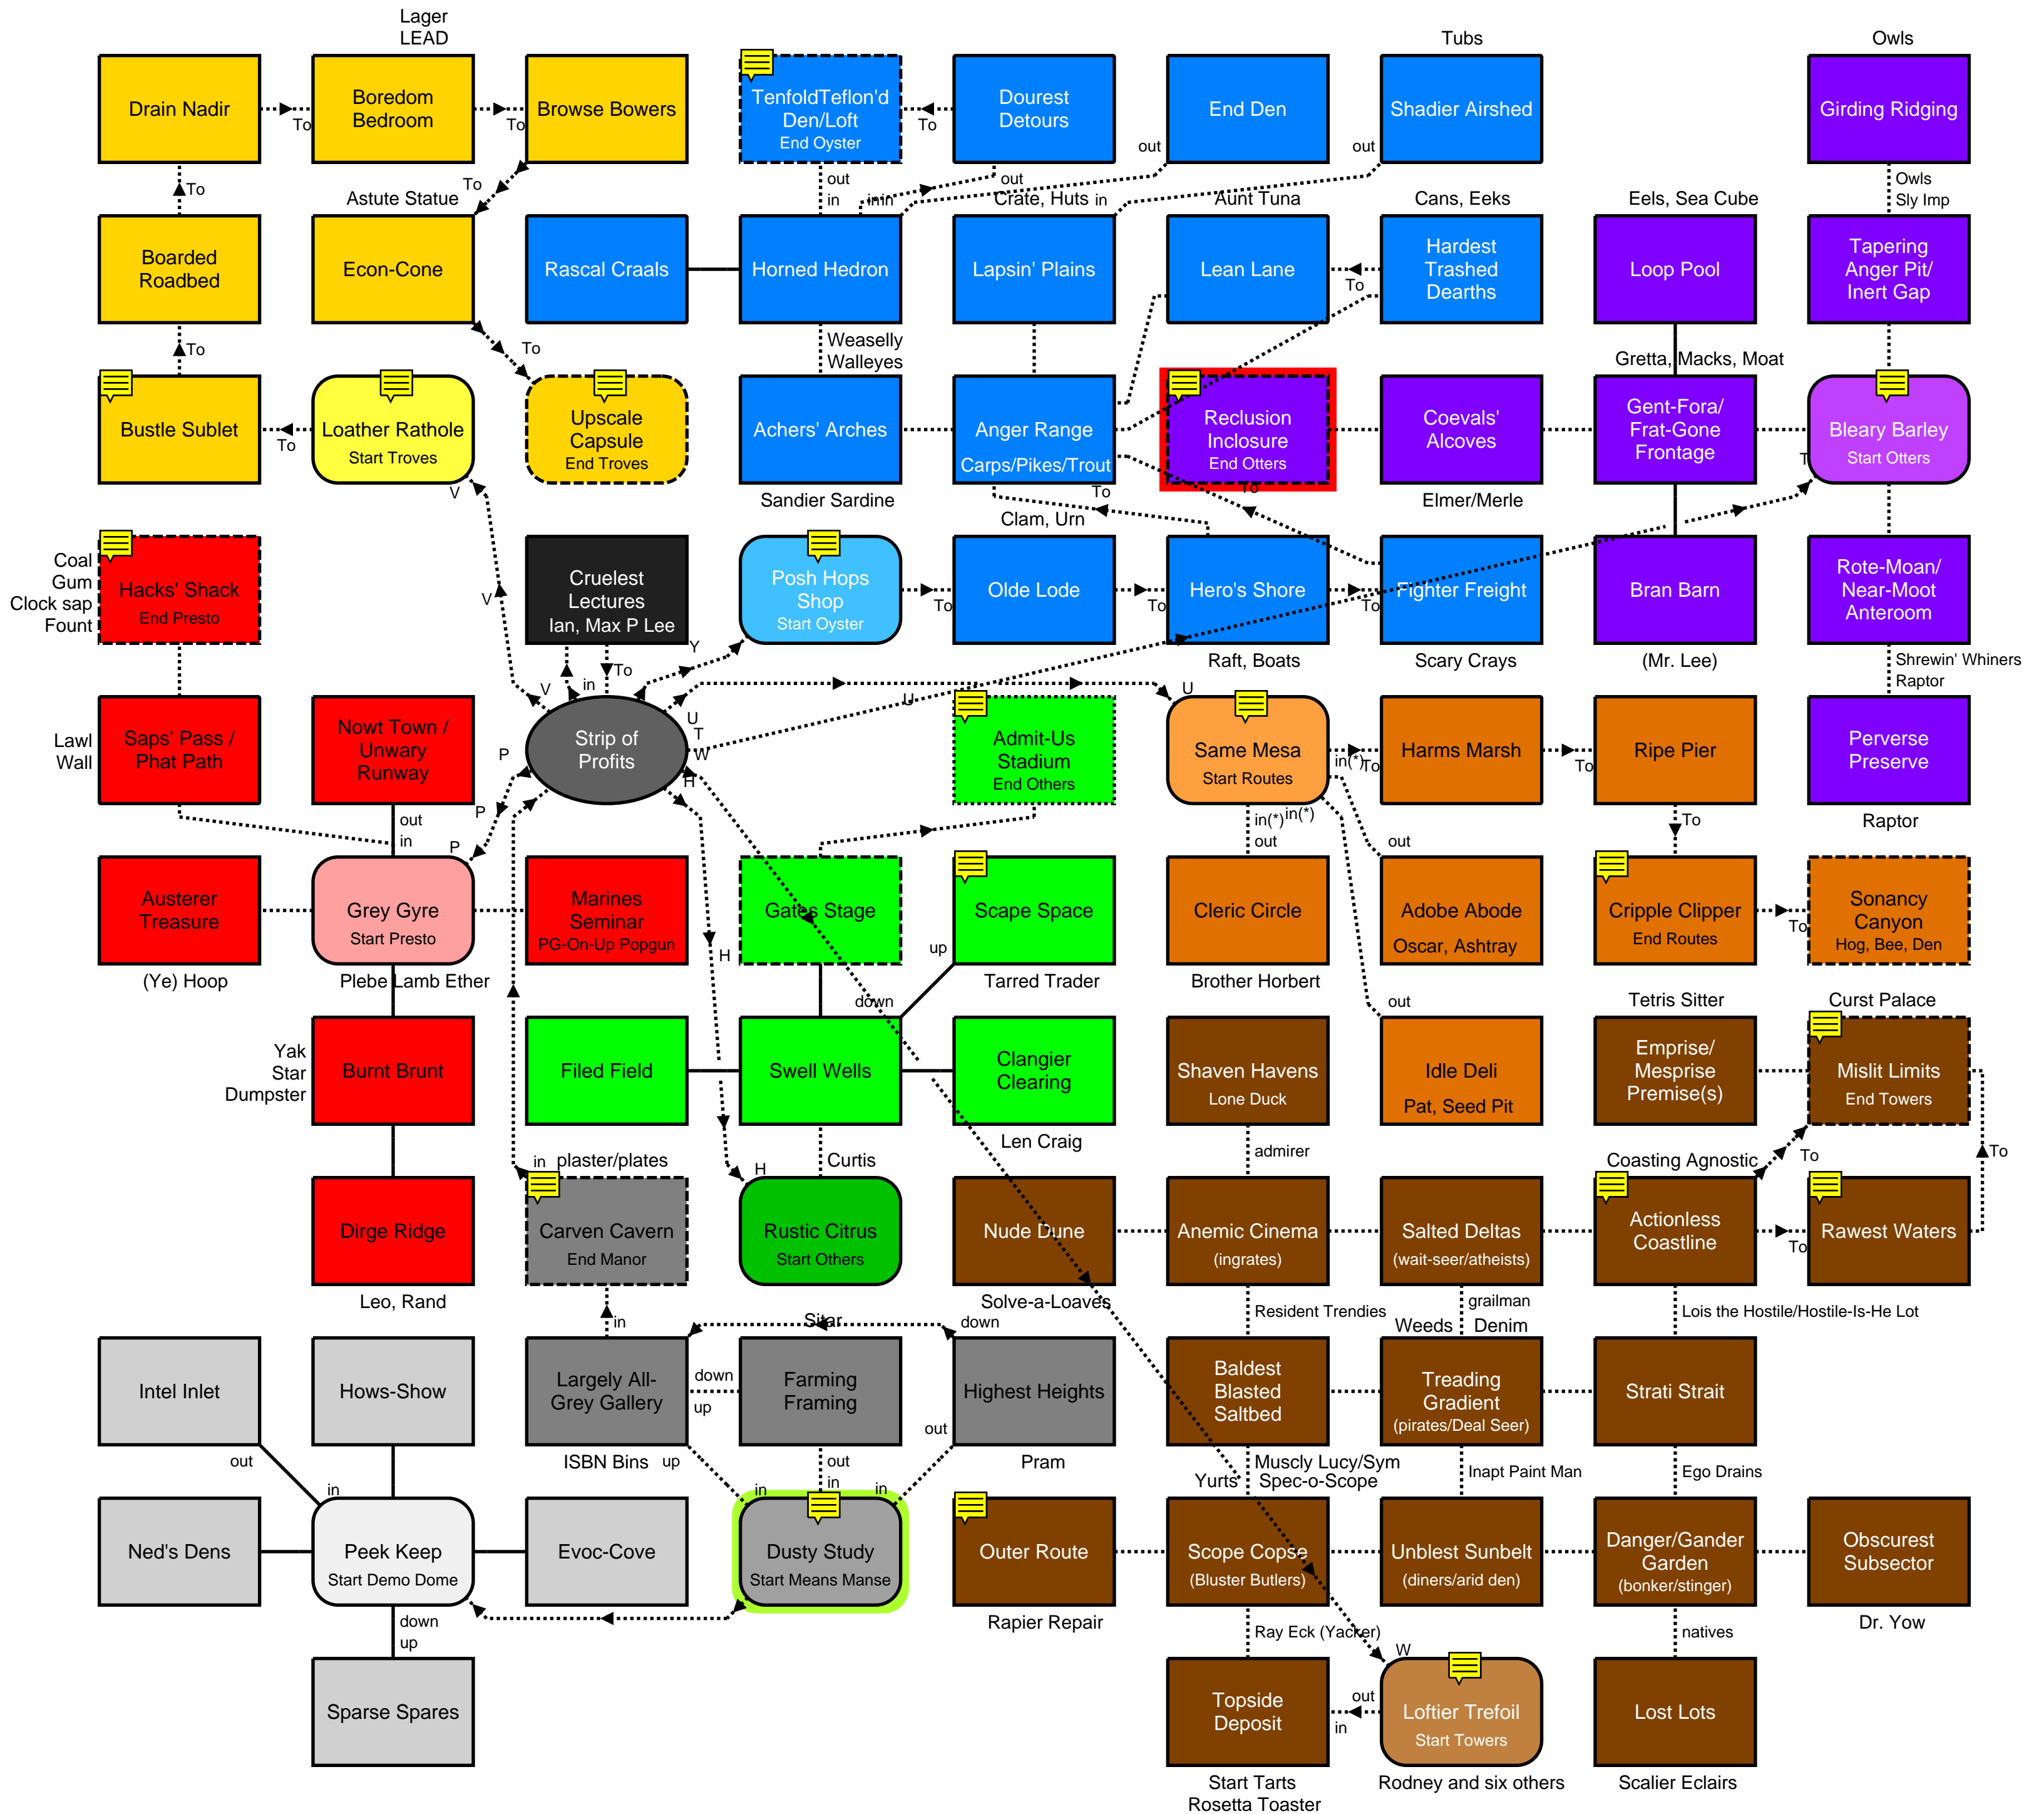 Lager
LEAD
Tubs
Owls
Drain Nadir
To
Boredom
Bedroom
To
Browse Bowers
TenfoldTeflon'd
Den/Loft
End Oyster
To
Dourest
Detours
End Den
Shadier Airshed
Girding Ridging
out
out
To
To
out
in
inin
out
Owls
Sly Imp
Astute Statue
Crate, Huts
in
Aunt Tuna
Cans, Eeks
Eels, Sea Cube
Boarded
Roadbed
Econ-Cone
Rascal Craals
Horned Hedron
Lapsin' Plains
Lean Lane
To
Hardest
Trashed
Dearths
Loop Pool
Tapering
Anger Pit/
Inert Gap
To
To
Weaselly
Walleyes
Gretta, Macks, Moat
Bustle Sublet
To
Loather Rathole
Start Troves
Upscale
Capsule
End Troves
Achers' Arches
Anger Range
Carps/Pikes/Trout
Reclusion
Inclosure
End Otters
Coevals'
Alcoves
Gent-Fora/
Frat-Gone
Frontage
T
Bleary Barley
Start Otters
V
Sandier Sardine
To
To
Elmer/Merle
Clam, Urn
Coal
Gum
Clock sap
Fount
Hacks' Shack
End Presto
V
Cruelest
Lectures
Ian, Max P Lee
Posh Hops
Shop
Start Oyster
To
Olde Lode
To
Hero's Shore
To
Fighter Freight
Bran Barn
Rote-Moan/
Near-Moot
Anteroom
Y
Raft, Boats
Scary Crays
(Mr. Lee)
Shrewin' Whiners
Raptor
V
in
To
U
U
Lawl
Wall
Saps' Pass /
Phat Path
Nowt Town /
Unwary
Runway
P
Strip of
Profits
U
T
W
H
Admit-Us
Stadium
End Others
Same Mesa
Start Routes
in(*)
To
Harms Marsh
To
Ripe Pier
Perverse
Preserve
P
out
in
P
in(*)
in(*)
out
out
To
Raptor
Austerer
Treasure
Grey Gyre
Start Presto
Marines
Seminar
PG-On-Up Popgun
Gates Stage
Scape Space
Cleric Circle
Adobe Abode
Oscar, Ashtray
Cripple Clipper
End Routes
To
Sonancy
Canyon
Hog, Bee, Den
H
up
(Ye) Hoop
Plebe Lamb Ether
Tarred Trader
Brother Horbert
down
out
Tetris Sitter
Curst Palace
Yak
Star
Dumpster
Burnt Brunt
Filed Field
Swell Wells
Clangier
Clearing
Shaven Havens
Lone Duck
Idle Deli
Pat, Seed Pit
Emprise/
Mesprise
Premise(s)
Mislit Limits
End Towers
Len Craig
in
plaster/plates
H
Curtis
admirer
Coasting Agnostic
To
To
Dirge Ridge
Carven Cavern
End Manor
Rustic Citrus
Start Others
Nude Dune
Anemic Cinema
(ingrates)
Salted Deltas
(wait-seer/atheists)
Actionless
Coastline
To
Rawest Waters
Leo, Rand
in
Sitar
Solve-a-Loaves
down
Resident Trendies
grailman
Weeds
Denim
Lois the Hostile/Hostile-Is-He Lot
Intel Inlet
Hows-Show
Largely All-
Grey Gallery
down
up
Farming
Framing
Highest Heights
Baldest
Blasted
Saltbed
Treading
Gradient
(pirates/Deal Seer)
Strati Strait
out
ISBN Bins
up
out
in
out
Pram
Muscly Lucy/Sym
Yurts
Spec-o-Scope
Inapt Paint Man
Ego Drains
in
in
in
Ned's Dens
Peek Keep
Start Demo Dome
Evoc-Cove
Dusty Study
Start Means Manse
Outer Route
Scope Copse
(Bluster Butlers)
Unblest Sunbelt
(diners/arid den)
Danger/Gander
Garden
(bonker/stinger)
Obscurest
Subsector
down
up
Rapier Repair
Ray Eck (Yacker)
W
natives
Dr. Yow
Sparse Spares
Topside
Deposit
out
in
Loftier Trefoil
Start Towers
Lost Lots
Start Tarts
Rosetta Toaster
Rodney and six others
Scalier Eclairs